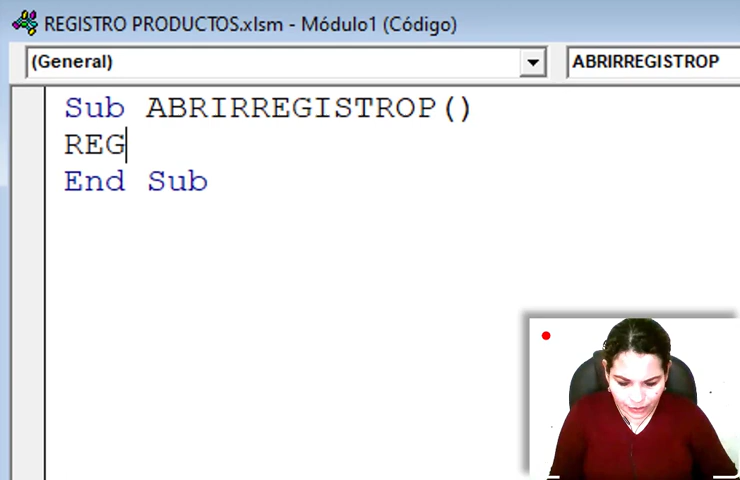 REGISTRO PRODUCTOS.xlsm - Módulo1 (Código)
(General)
ABRIRREGISTROP
Sub ABRIRREGISTROP()
REG
End Sub